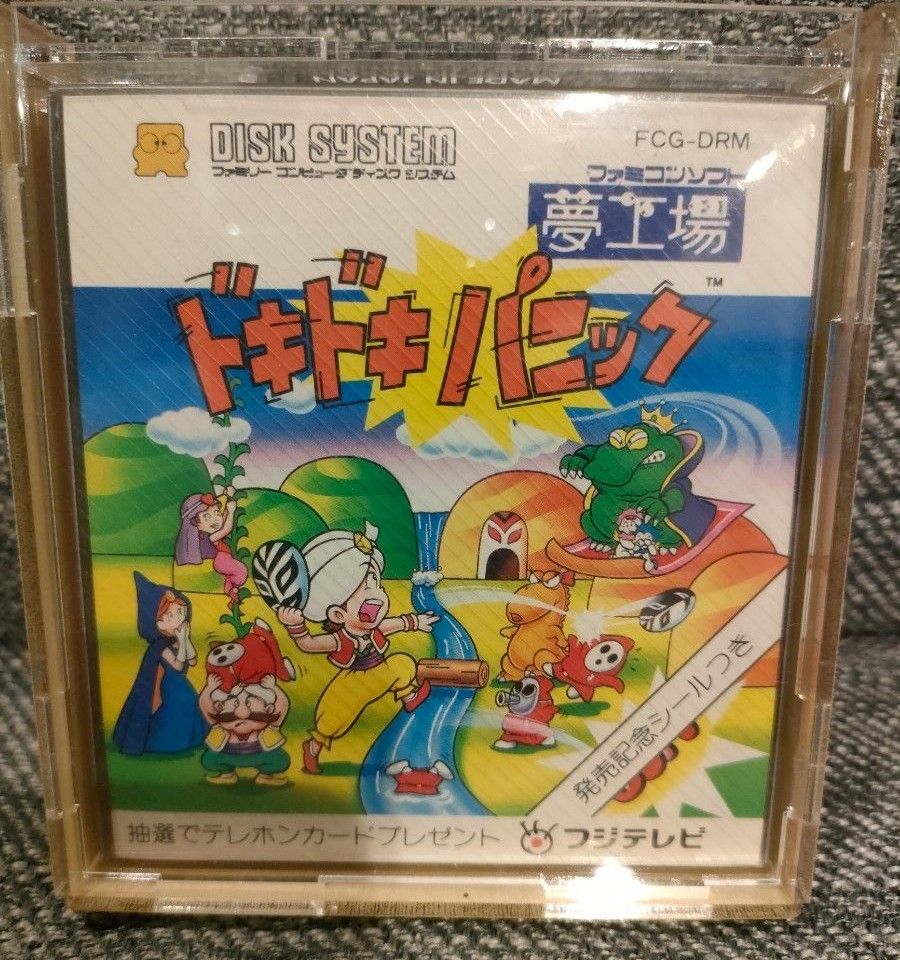 MADE IN JAPAN
DISK SYSTEM
ファミリー コンピュータ ディスク システム
FCG-DRM
ファミコンソフト
夢工場
ドキドキパニック
TM
発売記念シールつき
抽選でテレホンカードプレゼント
フジテレビ